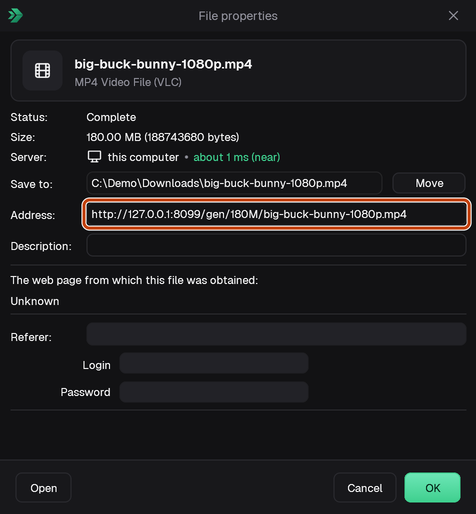 File properties
big-buck-bunny-1080p.mp4
MP4 Video File (VLC)
Status: Complete
Size: 180.00 MB (188743680 bytes)
Server: this computer • about 1 ms (near)
Save to: C:\Demo\Downloads\big-buck-bunny-1080p.mp4 Move
Address: http://127.0.0.1:8099/gen/180M/big-buck-bunny-1080p.mp4
Description:
The web page from which this file was obtained:
Unknown
Referer:
Login
Password
Open Cancel OK